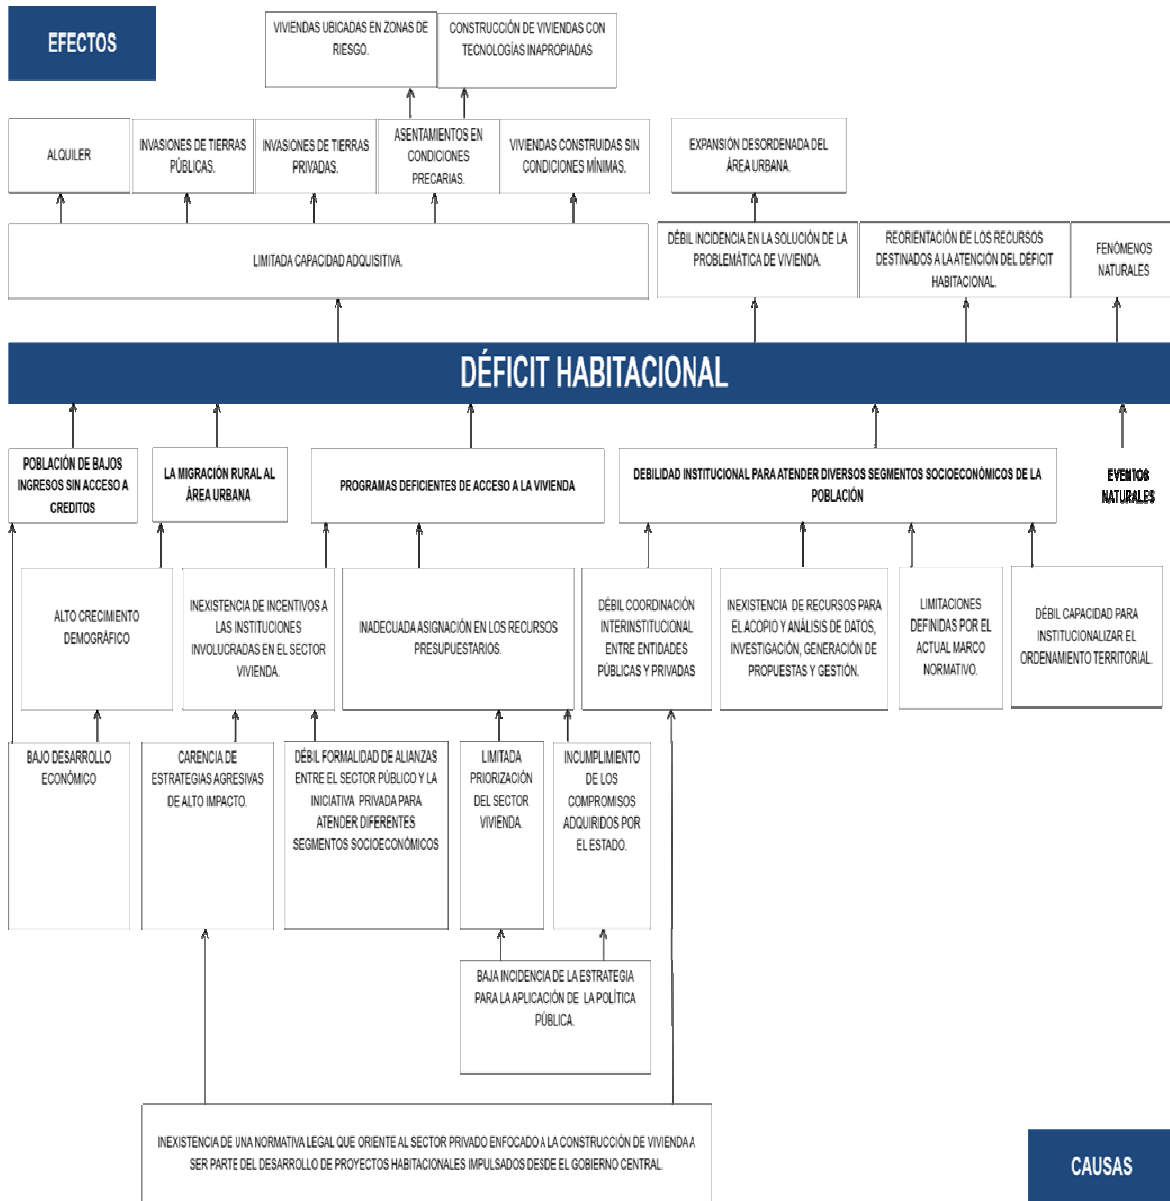 EFECTOS
VIVIENDAS UBICADAS EN ZONAS DE
RIESGO.
CONSTRUCCIÓN DE VIVIENDAS CON
TECNOLOGÍAS INAPROPIADAS
ALQUILER
INVASIONES DE TIERRAS
PÚBLICAS.
INVASIONES DE TIERRAS
PRIVADAS.
ASENTAMIENTOS EN
CONDICIONES
PRECARIAS.
VIVIENDAS CONSTRUIDAS SIN
CONDICIONES MÍNIMAS.
EXPANSIÓN DESORDENADA DEL
ÁREA URBANA.
LIMITADA CAPACIDAD ADQUISITIVA.
DÉBIL INCIDENCIA EN LA SOLUCIÓN DE LA
PROBLEMÁTICA DE VIVIENDA.
REORIENTACIÓN DE LOS RECURSOS
DESTINADOS A LA ATENCIÓN DEL DÉFICIT
HABITACIONAL.
FENÓMENOS
NATURALES
DÉFICIT HABITACIONAL
POBLACIÓN DE BAJOS
INGRESOS SIN ACCESO A
CREDITOS
LA MIGRACIÓN RURAL AL
ÁREA URBANA
PROGRAMAS DEFICIENTES DE ACCESO A LA VIVIENDA
DEBILIDAD INSTITUCIONAL PARA ATENDER DIVERSOS SEGMENTOS SOCIOECONÓMICOS DE LA
POBLACIÓN
EVENTOS
NATURALES
ALTO CRECIMIENTO
DEMOGRÁFICO
INEXISTENCIA DE INCENTIVOS A
LAS INSTITUCIONES
INVOLUCRADAS EN EL SECTOR
VIVIENDA.
INADECUADA ASIGNACIÓN EN LOS RECURSOS
PRESUPUESTARIOS.
DÉBIL COORDINACIÓN
INTERINSTITUCIONAL
ENTRE ENTIDADES
PÚBLICAS Y PRIVADAS
INEXISTENCIA DE RECURSOS PARA
EL ACOPIO Y ANÁLISIS DE DATOS,
INVESTIGACIÓN, GENERACIÓN DE
PROPUESTAS Y GESTIÓN.
LIMITACIONES
DEFINIDAS POR EL
ACTUAL MARCO
NORMATIVO.
DÉBIL CAPACIDAD PARA
INSTITUCIONALIZAR EL
ORDENAMIENTO TERRITORIAL.
BAJO DESARROLLO
ECONÓMICO
CARENCIA DE
ESTRATEGIAS AGRESIVAS
DE ALTO IMPACTO.
DÉBIL FORMALIDAD DE ALIANZAS
ENTRE EL SECTOR PÚBLICO Y LA
INICIATIVA PRIVADA PARA
ATENDER DIFERENTES
SEGMENTOS SOCIOECONÓMICOS
LIMITADA
PRIORIZACIÓN
DEL SECTOR
VIVIENDA.
INCUMPLIMIENTO
DE LOS
COMPROMISOS
ADQUIRIDOS POR
EL ESTADO.
BAJA INCIDENCIA DE LA ESTRATEGIA
PARA LA APLICACIÓN DE LA POLÍTICA
PÚBLICA.
INEXISTENCIA DE UNA NORMATIVA LEGAL QUE ORIENTE AL SECTOR PRIVADO ENFOCADO A LA CONSTRUCCIÓN DE VIVIENDA A
SER PARTE DEL DESARROLLO DE PROYECTOS HABITACIONALES IMPULSADOS DESDE EL GOBIERNO CENTRAL.
CAUSAS